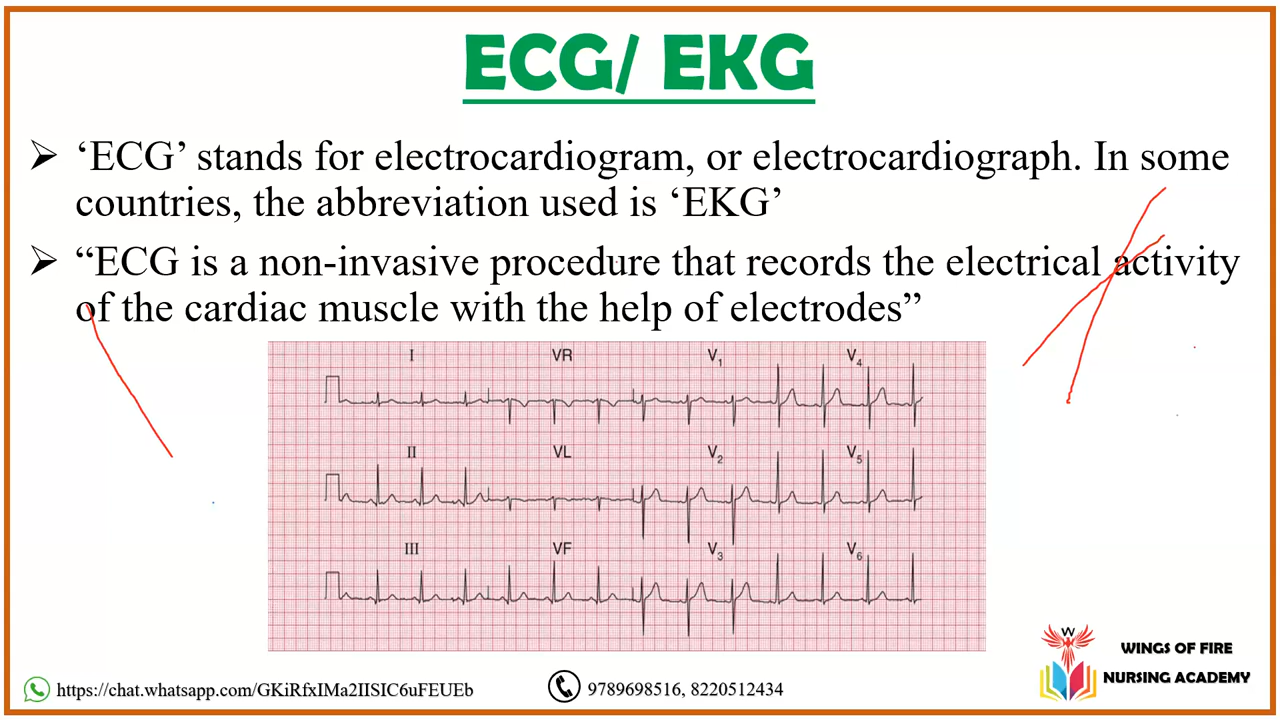 ECG/ EKG
‘ECG’ stands for electrocardiogram, or electrocardiograph. In some
countries, the abbreviation used is ‘EKG’
“ECG is a non-invasive procedure that records the electrical activity
of the cardiac muscle with the help of electrodes”
I VR V1 V4
II VL V2 V5
III VF V3 V6
W
WINGS OF FIRE
NURSING ACADEMY
https://chat.whatsapp.com/GKiRfxIMa2IISIC6uFEUEb
9789698516, 8220512434